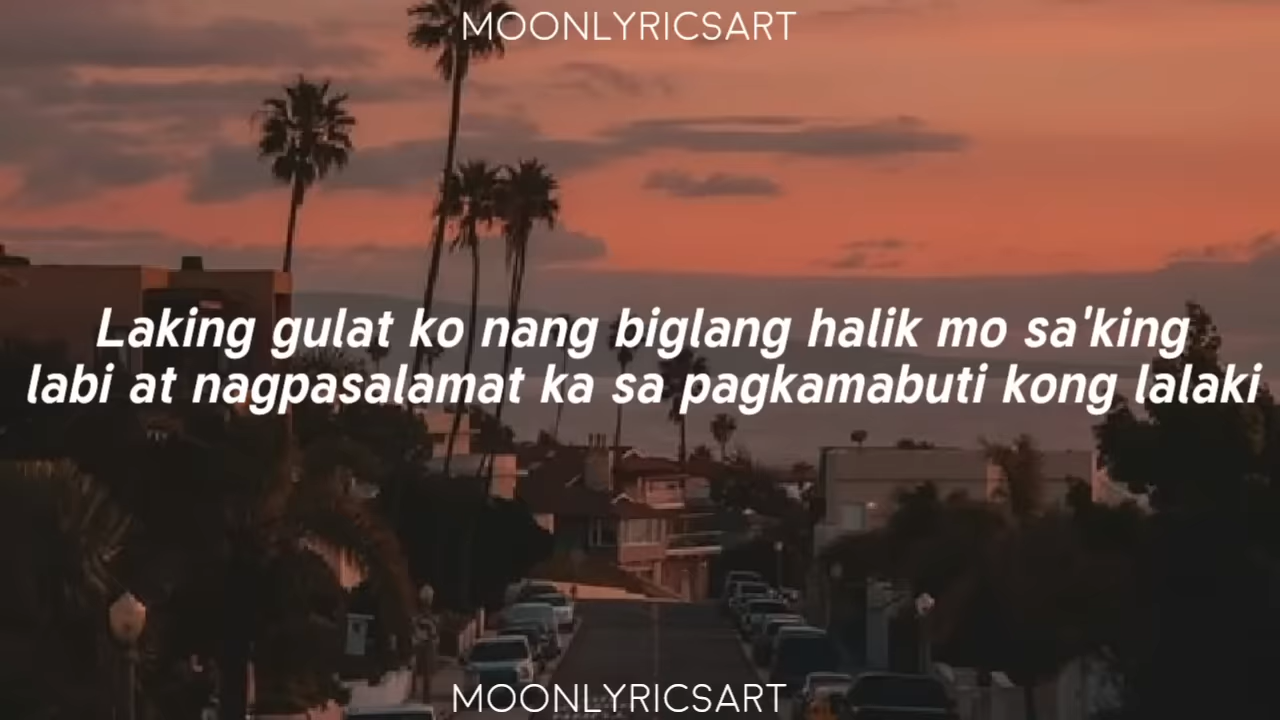 MOONLYRICSART
Laking gulat ko nang biglang halik mo sa'king
labi at nagpasalamat ka sa pagkamabuti kong lalaki
MOONLYRICSART